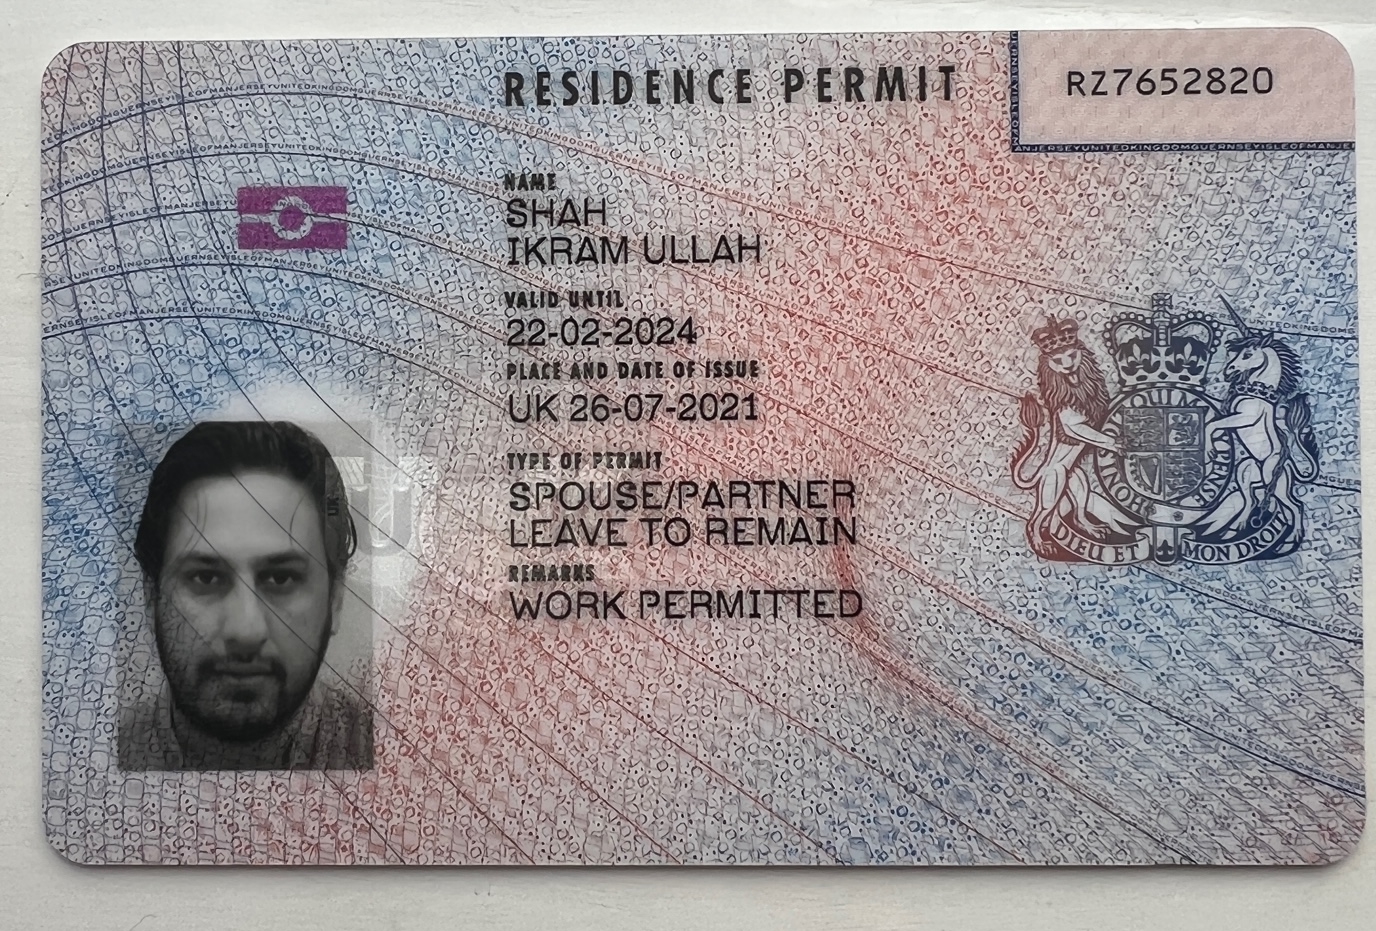 RESIDENCE PERMIT
RZ7652820
NAME
SHAH
IKRAM ULLAH
VALID UNTIL
22-02-2024
PLACE AND DATE OF ISSUE
UK 26-07-2021
TYPE OF PERMIT
SPOUSE/PARTNER
LEAVE TO REMAIN
REMARKS
WORK PERMITTED
DIEU ET MON DROIT